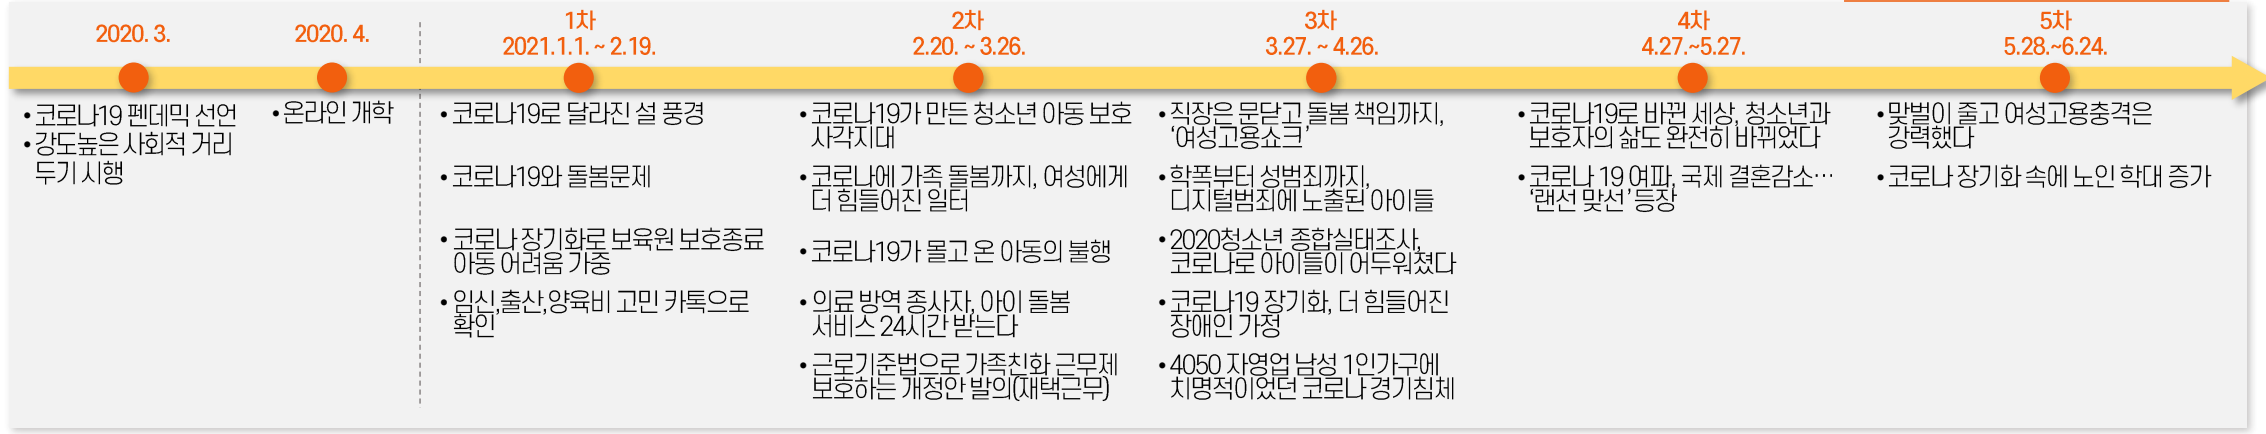 2020. 3.
• 코로나19 펜데믹 선언
• 강도높은 사회적 거리
두기 시행
2020. 4.
• 온라인 개학
1차
2021.1.1. ~ 2.19.
• 코로나19로 달라진 설 풍경
• 코로나19와 돌봄문제
• 코로나 장기화로 보육원 보호종료
아동 어려움 가중
• 임신,출산,양육비 고민 카톡으로
확인
2차
2.20. ~ 3.26.
• 코로나19가 만든 청소년 아동 보호
사각지대
• 코로나에 가족 돌봄까지, 여성에게
더 힘들어진 일터
• 코로나19가 몰고 온 아동의 불행
• 의료 방역 종사자, 아이 돌봄
서비스 24시간 받는다
• 근로기준법으로 가족친화 근무제
보호하는 개정안 발의(재택근무)
3차
3.27. ~ 4.26.
• 직장은 문닫고 돌봄 책임까지,
‘여성고용쇼크’
• 학폭부터 성범죄까지,
디지털범죄에 노출된 아이들
• 2020청소년 종합실태조사,
코로나로 아이들이 어두워졌다
• 코로나19 장기화, 더 힘들어진
장애인 가정
• 4050 자영업 남성 1인가구에
치명적이었던 코로나 경기침체
4차
4.27.~5.27.
• 코로나19로 바뀐 세상, 청소년과
보호자의 삶도 완전히 바뀌었다
• 코로나 19 여파, 국제 결혼감소…
‘랜선 맞선’ 등장
5차
5.28.~6.24.
• 맞벌이 줄고 여성고용충격은
강력했다
• 코로나 장기화 속에 노인 학대 증가